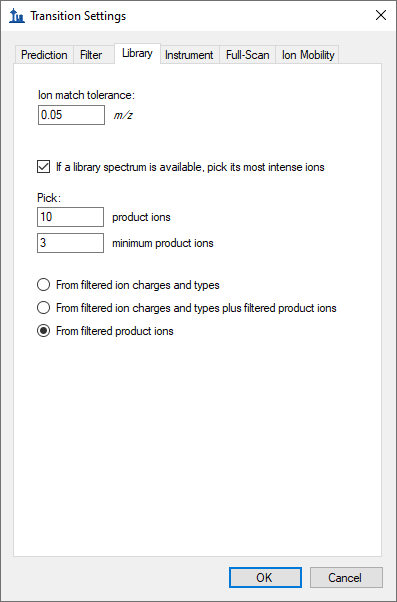 Transition Settings
Prediction Filter Library Instrument Full-Scan Ion Mobility
Ion match tolerance:
0.05 m/z
If a library spectrum is available, pick its most intense ions
Pick:
10 product ions
3 minimum product ions
From filtered ion charges and types
From filtered ion charges and types plus filtered product ions
From filtered product ions
OK Cancel